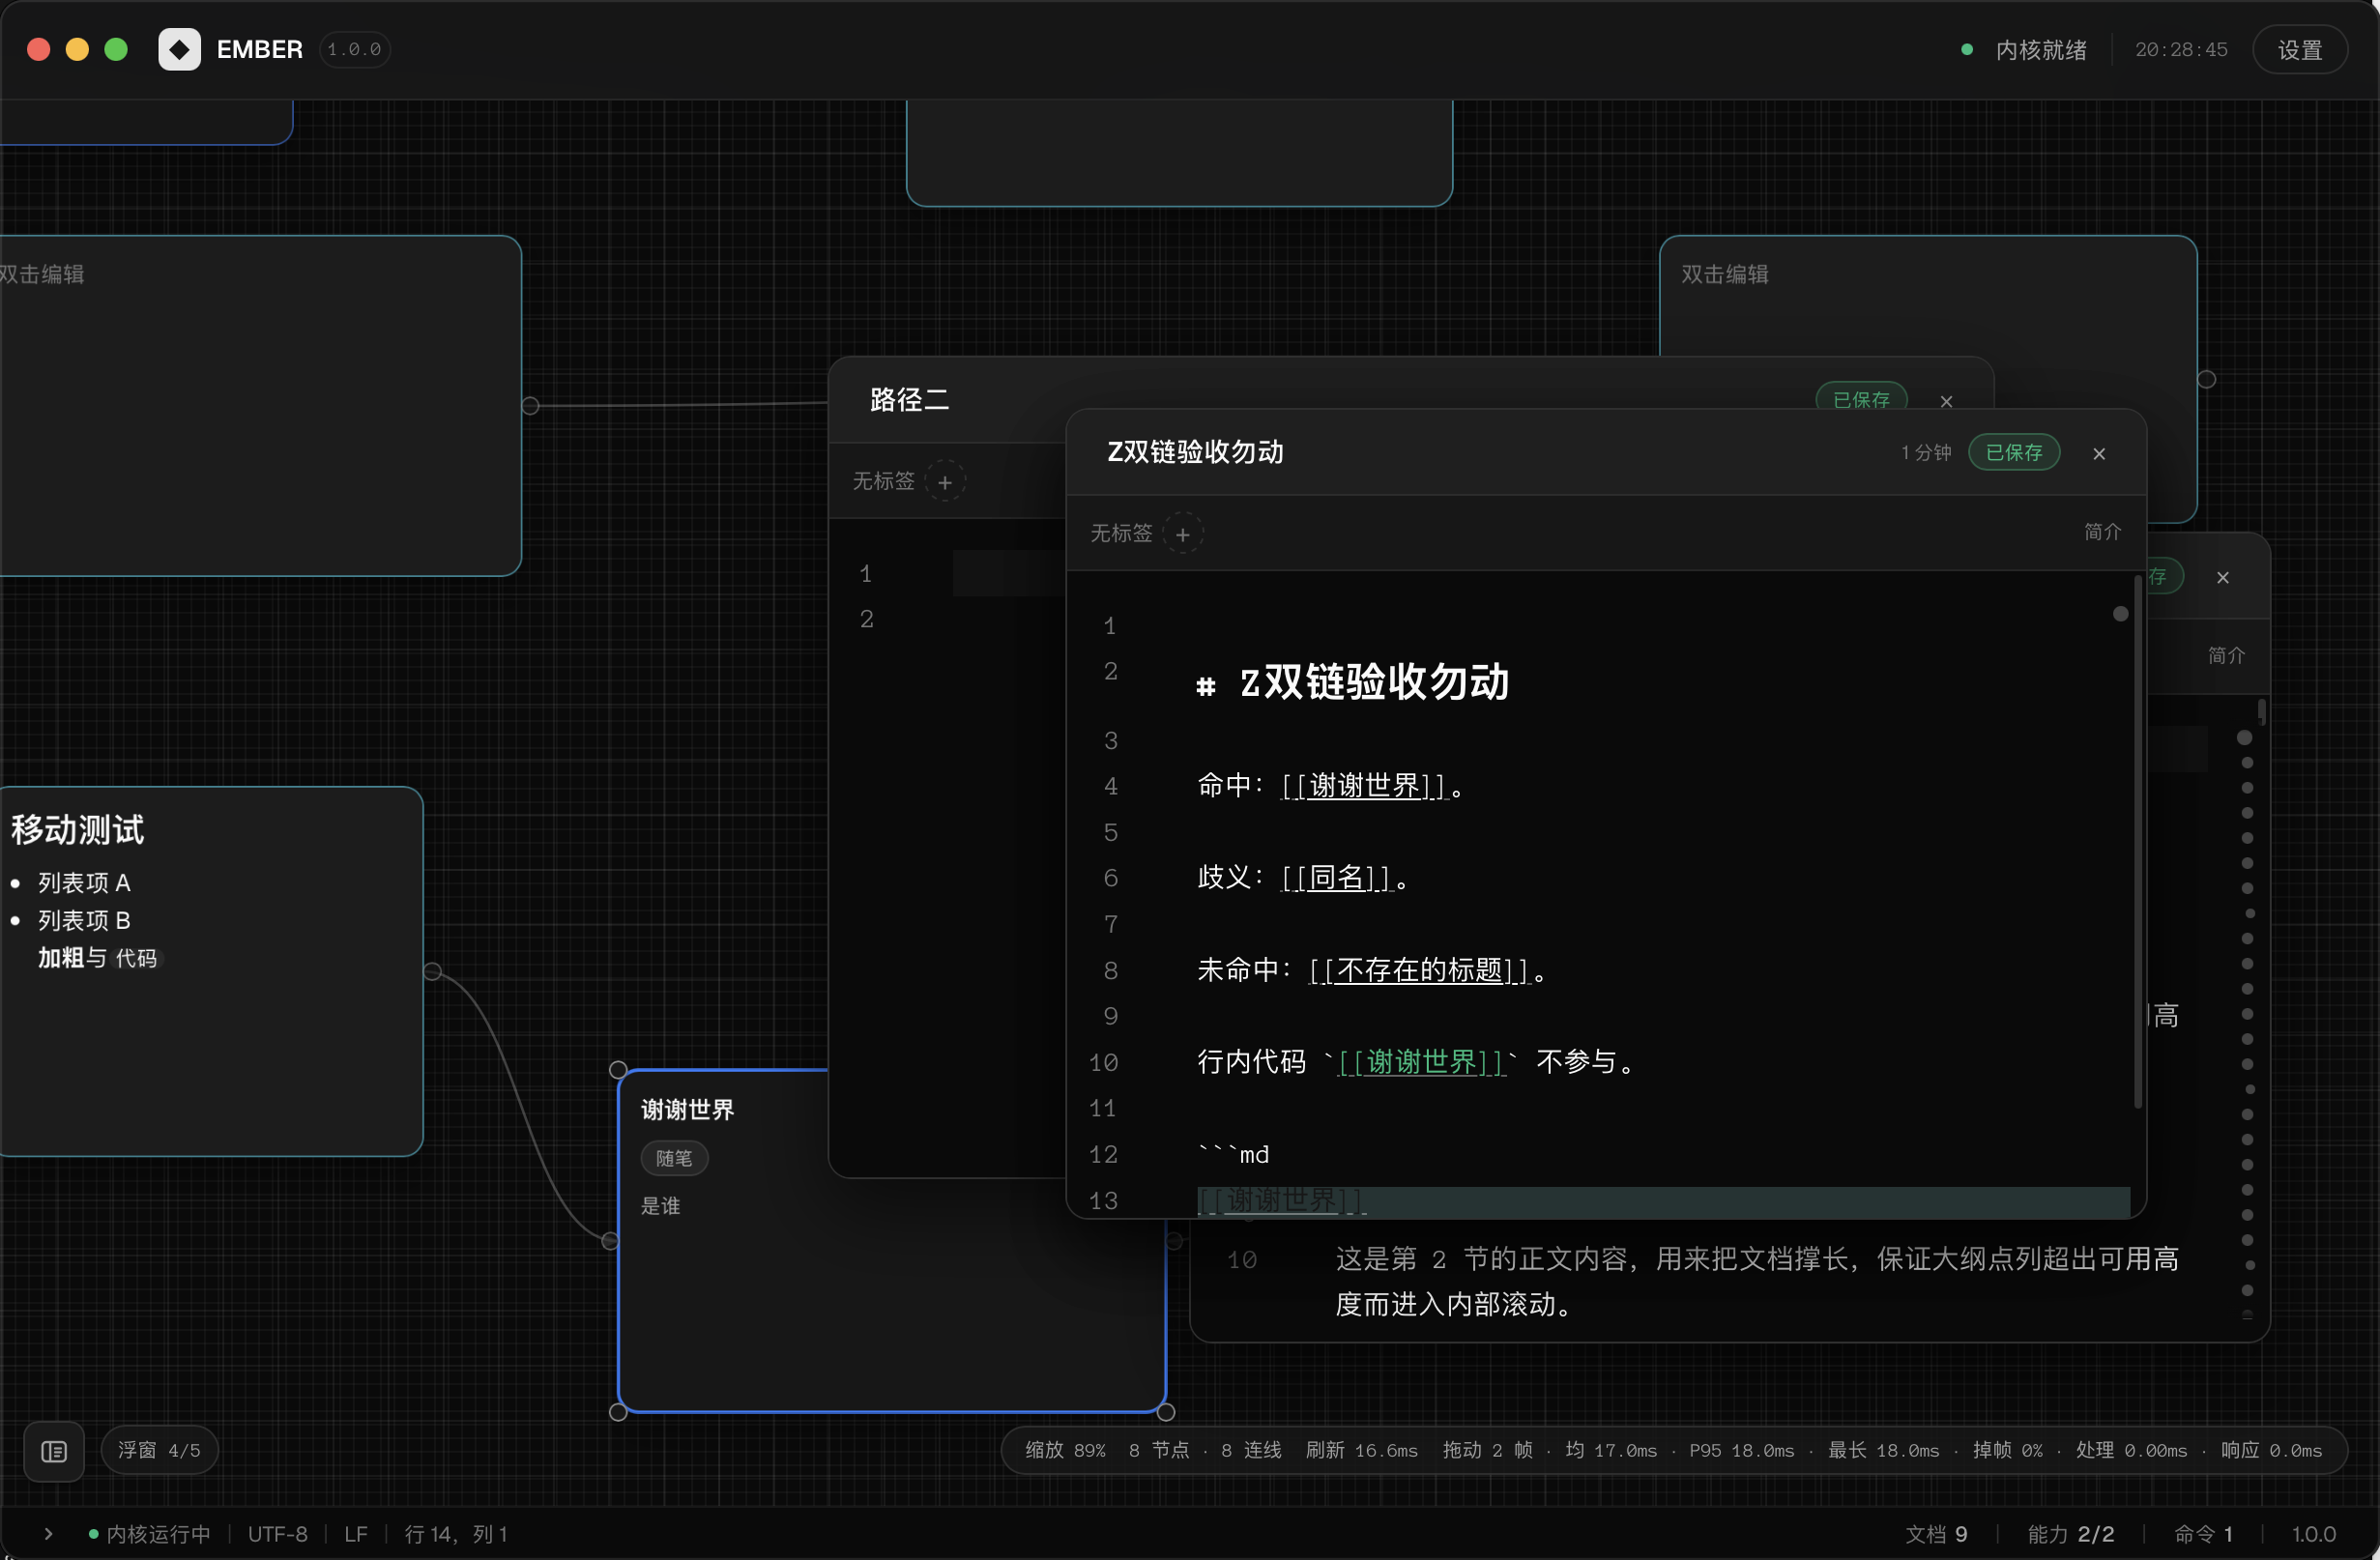 EMBER 1.0.0
内核就绪 20:28:45 设置
双击编辑
双击编辑
路径二 已保存 ×
无标签 +
1
2
Z双链验收勿动 1 分钟 已保存 ×
无标签 + 简介
1
2 # Z双链验收勿动
3
4 命中：[[谢谢世界]]。
5
6 歧义：[[同名]]。
7
8 未命中：[[不存在的标题]]。
9
10 行内代码 `[[谢谢世界]]` 不参与。
11
12 ```md
13 [[谢谢世界]]
存 ×
简介
高
10 这是第 2 节的正文内容，用来把文档撑长，保证大纲点列超出可用高
度而进入内部滚动。
移动测试
• 列表项 A
• 列表项 B
加粗与 代码
谢谢世界
随笔
是谁
浮窗 4/5
缩放 89% 8 节点 · 8 连线 刷新 16.6ms 拖动 2 帧 · 均 17.0ms · P95 18.0ms · 最长 18.0ms · 掉帧 0% · 处理 0.00ms · 响应 0.0ms
内核运行中 UTF-8 LF 行 14，列 1
文档 9 能力 2/2 命令 1 1.0.0